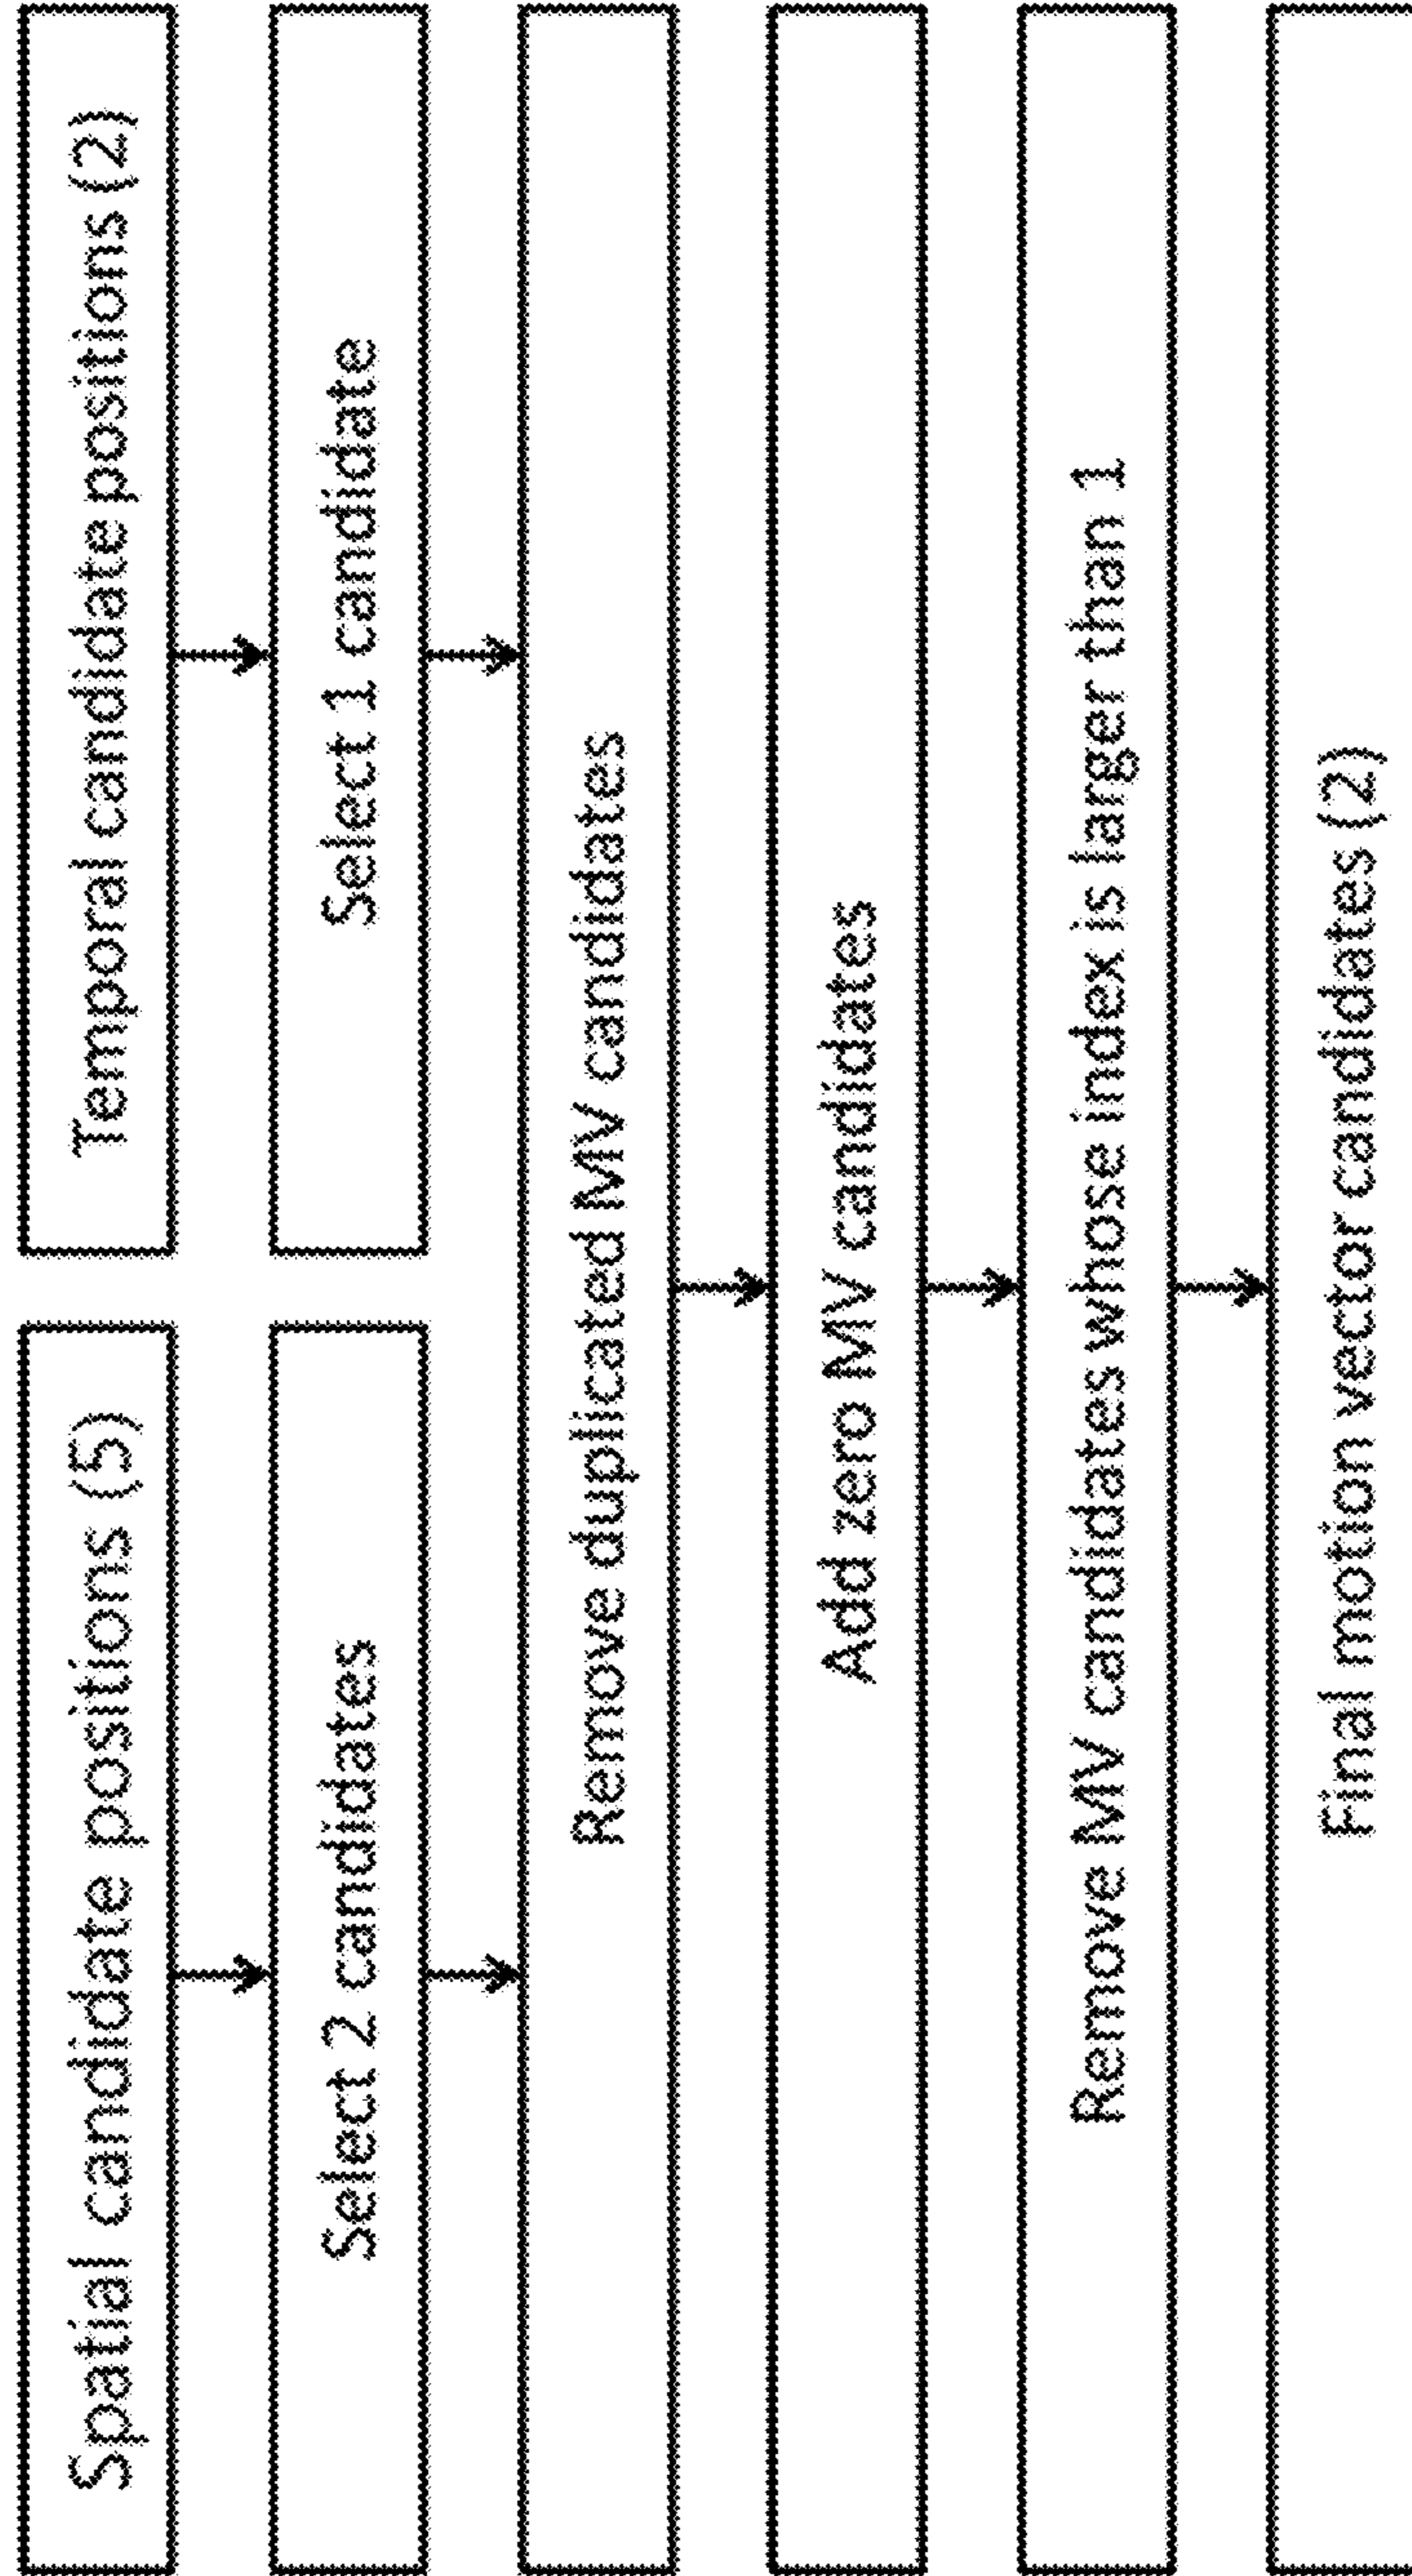 Spatial candidate positions (5)
Temporal candidate positions (2)
Select 2 candidates
Select 1 candidate
Remove duplicated MV candidates
Add zero MV candidates
Remove MV candidates whose index is larger than 1
Final motion vector candidates (2)